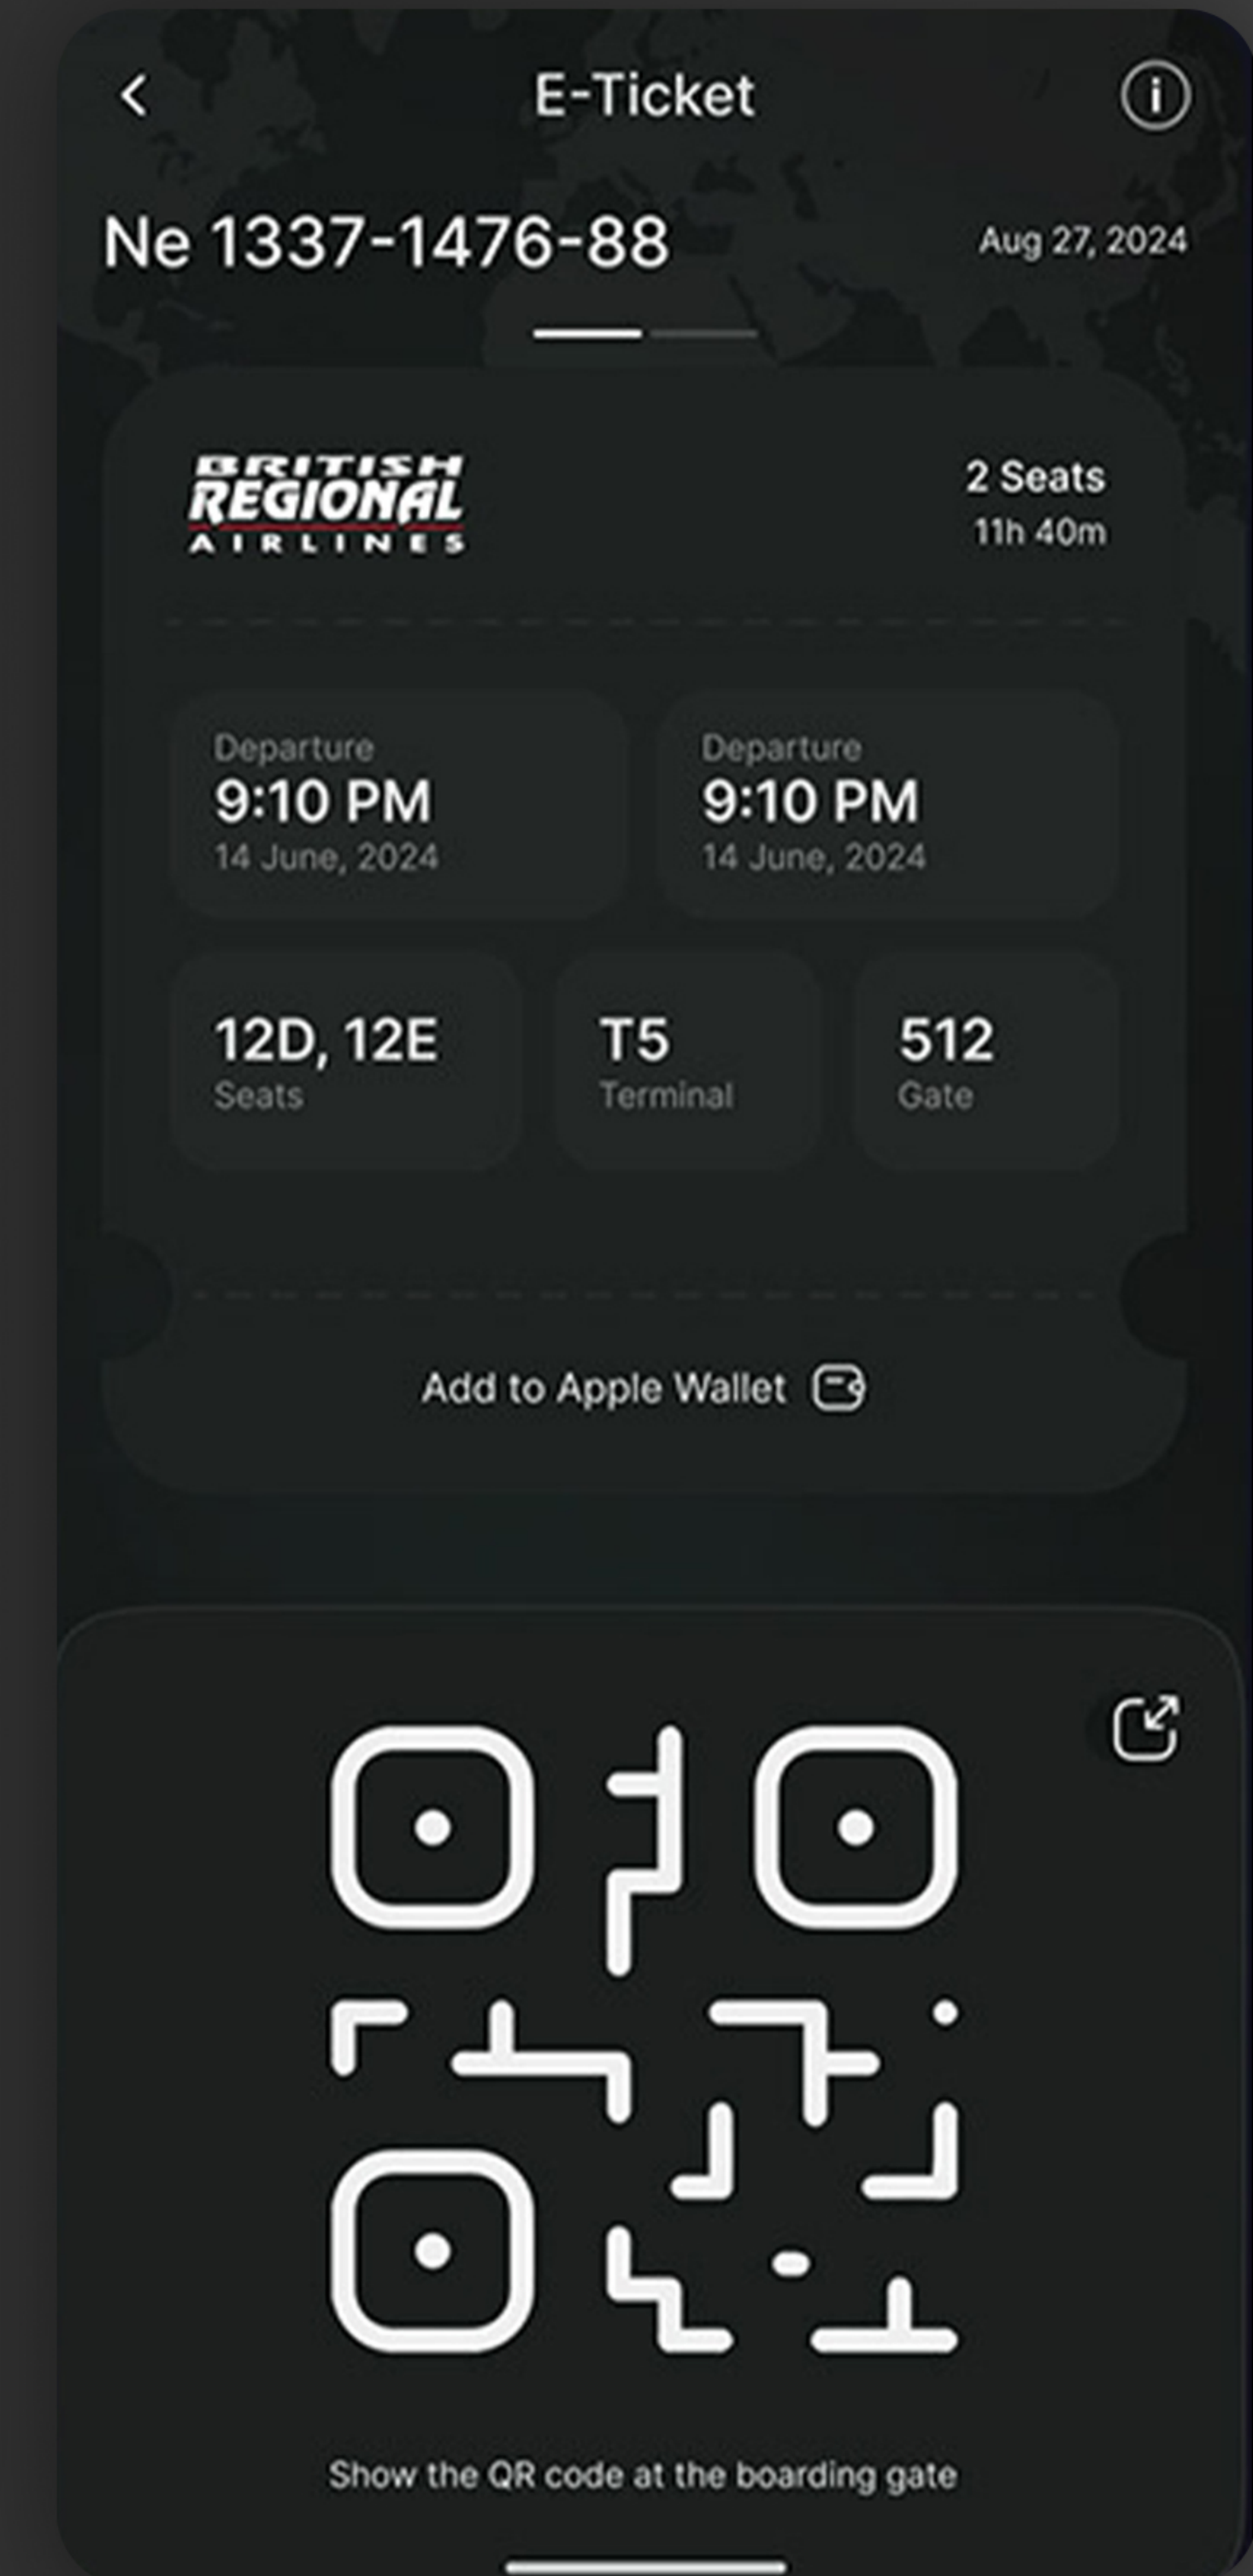 E-Ticket
Ne 1337-1476-88
Aug 27, 2024
BRITISH
REGIONAL
AIRLINES
2 Seats
11h 40m
Departure
9:10 PM
14 June, 2024
Departure
9:10 PM
14 June, 2024
12D, 12E
Seats
T5
Terminal
512
Gate
Add to Apple Wallet
Show the QR code at the boarding gate